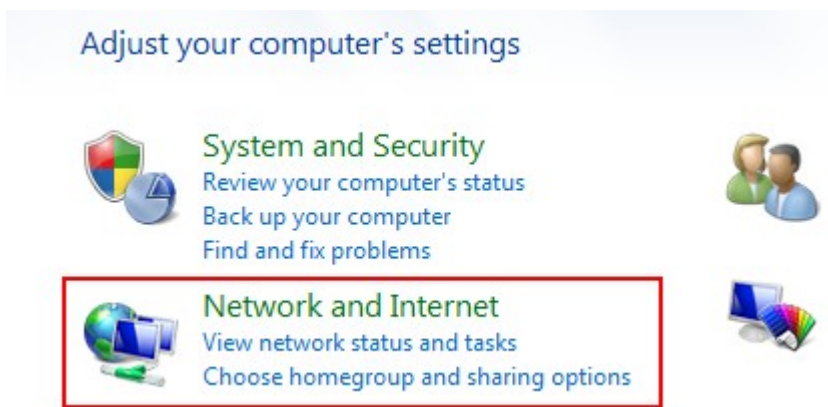 Adjust your computer's settings
System and Security
Review your computer's status
Back up your computer
Find and fix problems
Network and Internet
View network status and tasks
Choose homegroup and sharing options